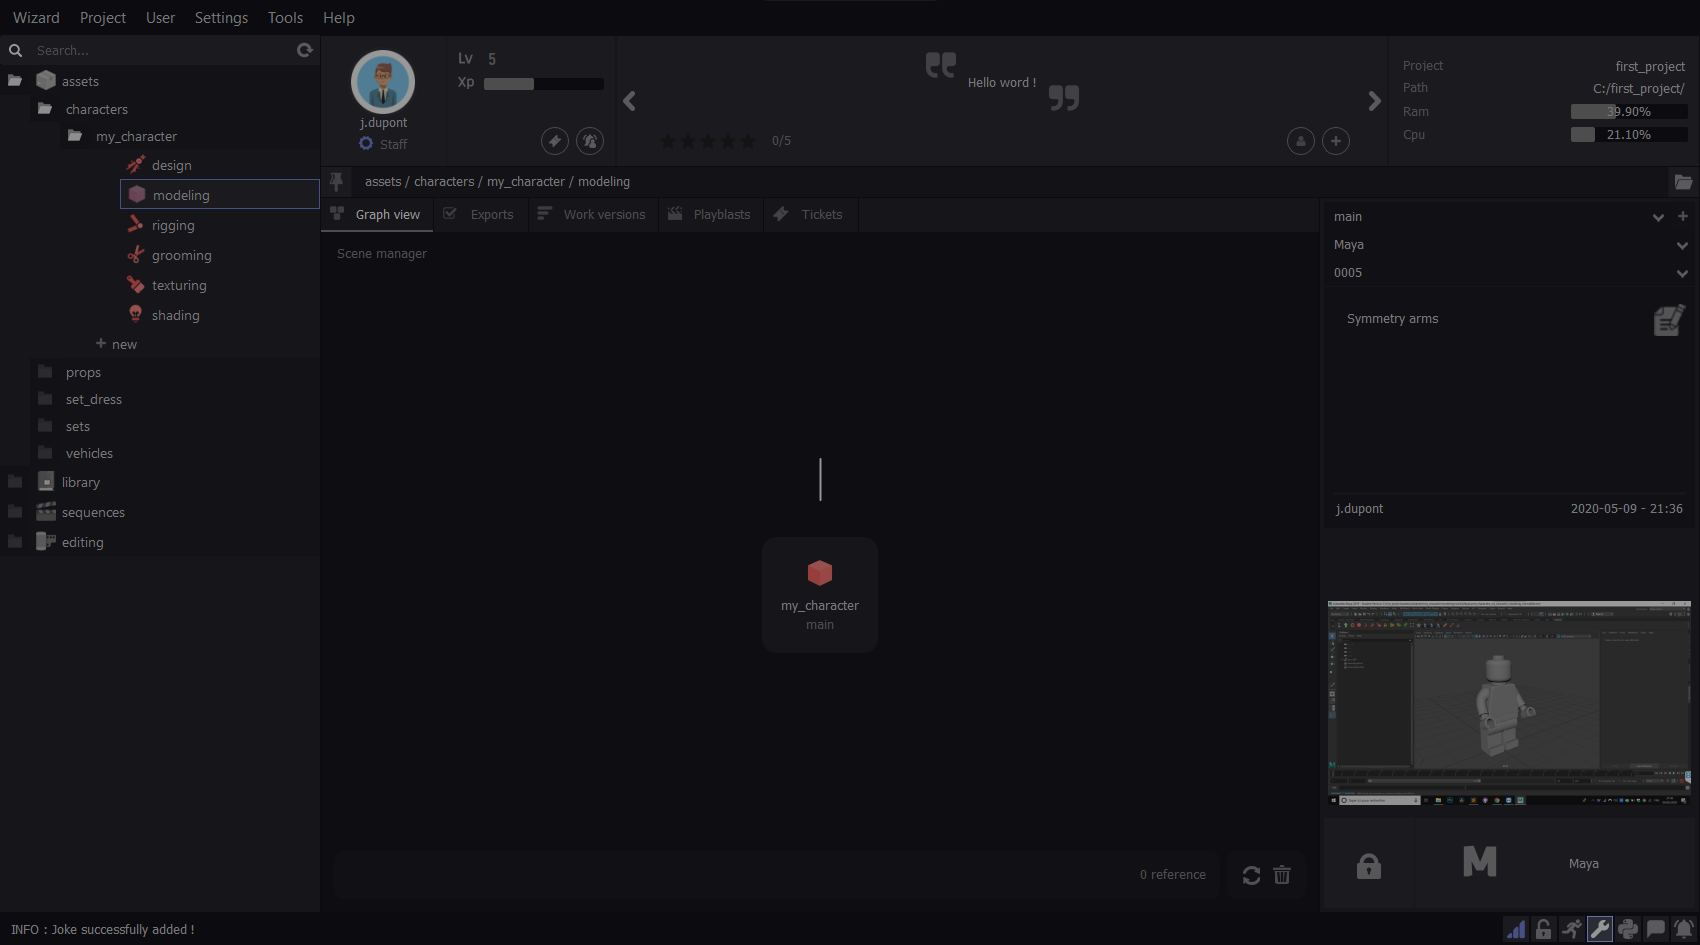 Wizard Project User Settings Tools Help
Search...
assets
characters
my_character
design
modeling
rigging
grooming
texturing
shading
+ new
props
set_dress
sets
vehicles
library
sequences
editing
j.dupont
Staff
Lv 5
Xp
Hello word !
0/5
Project first_project
Path C:/first_project/
Ram 39.90%
Cpu 21.10%
assets / characters / my_character / modeling
Graph view Exports Work versions Playblasts Tickets
Scene manager
my_character
main
0 reference
main
Maya
0005
Symmetry arms
j.dupont 2020-05-09 - 21:36
M Maya
INFO : Joke successfully added !